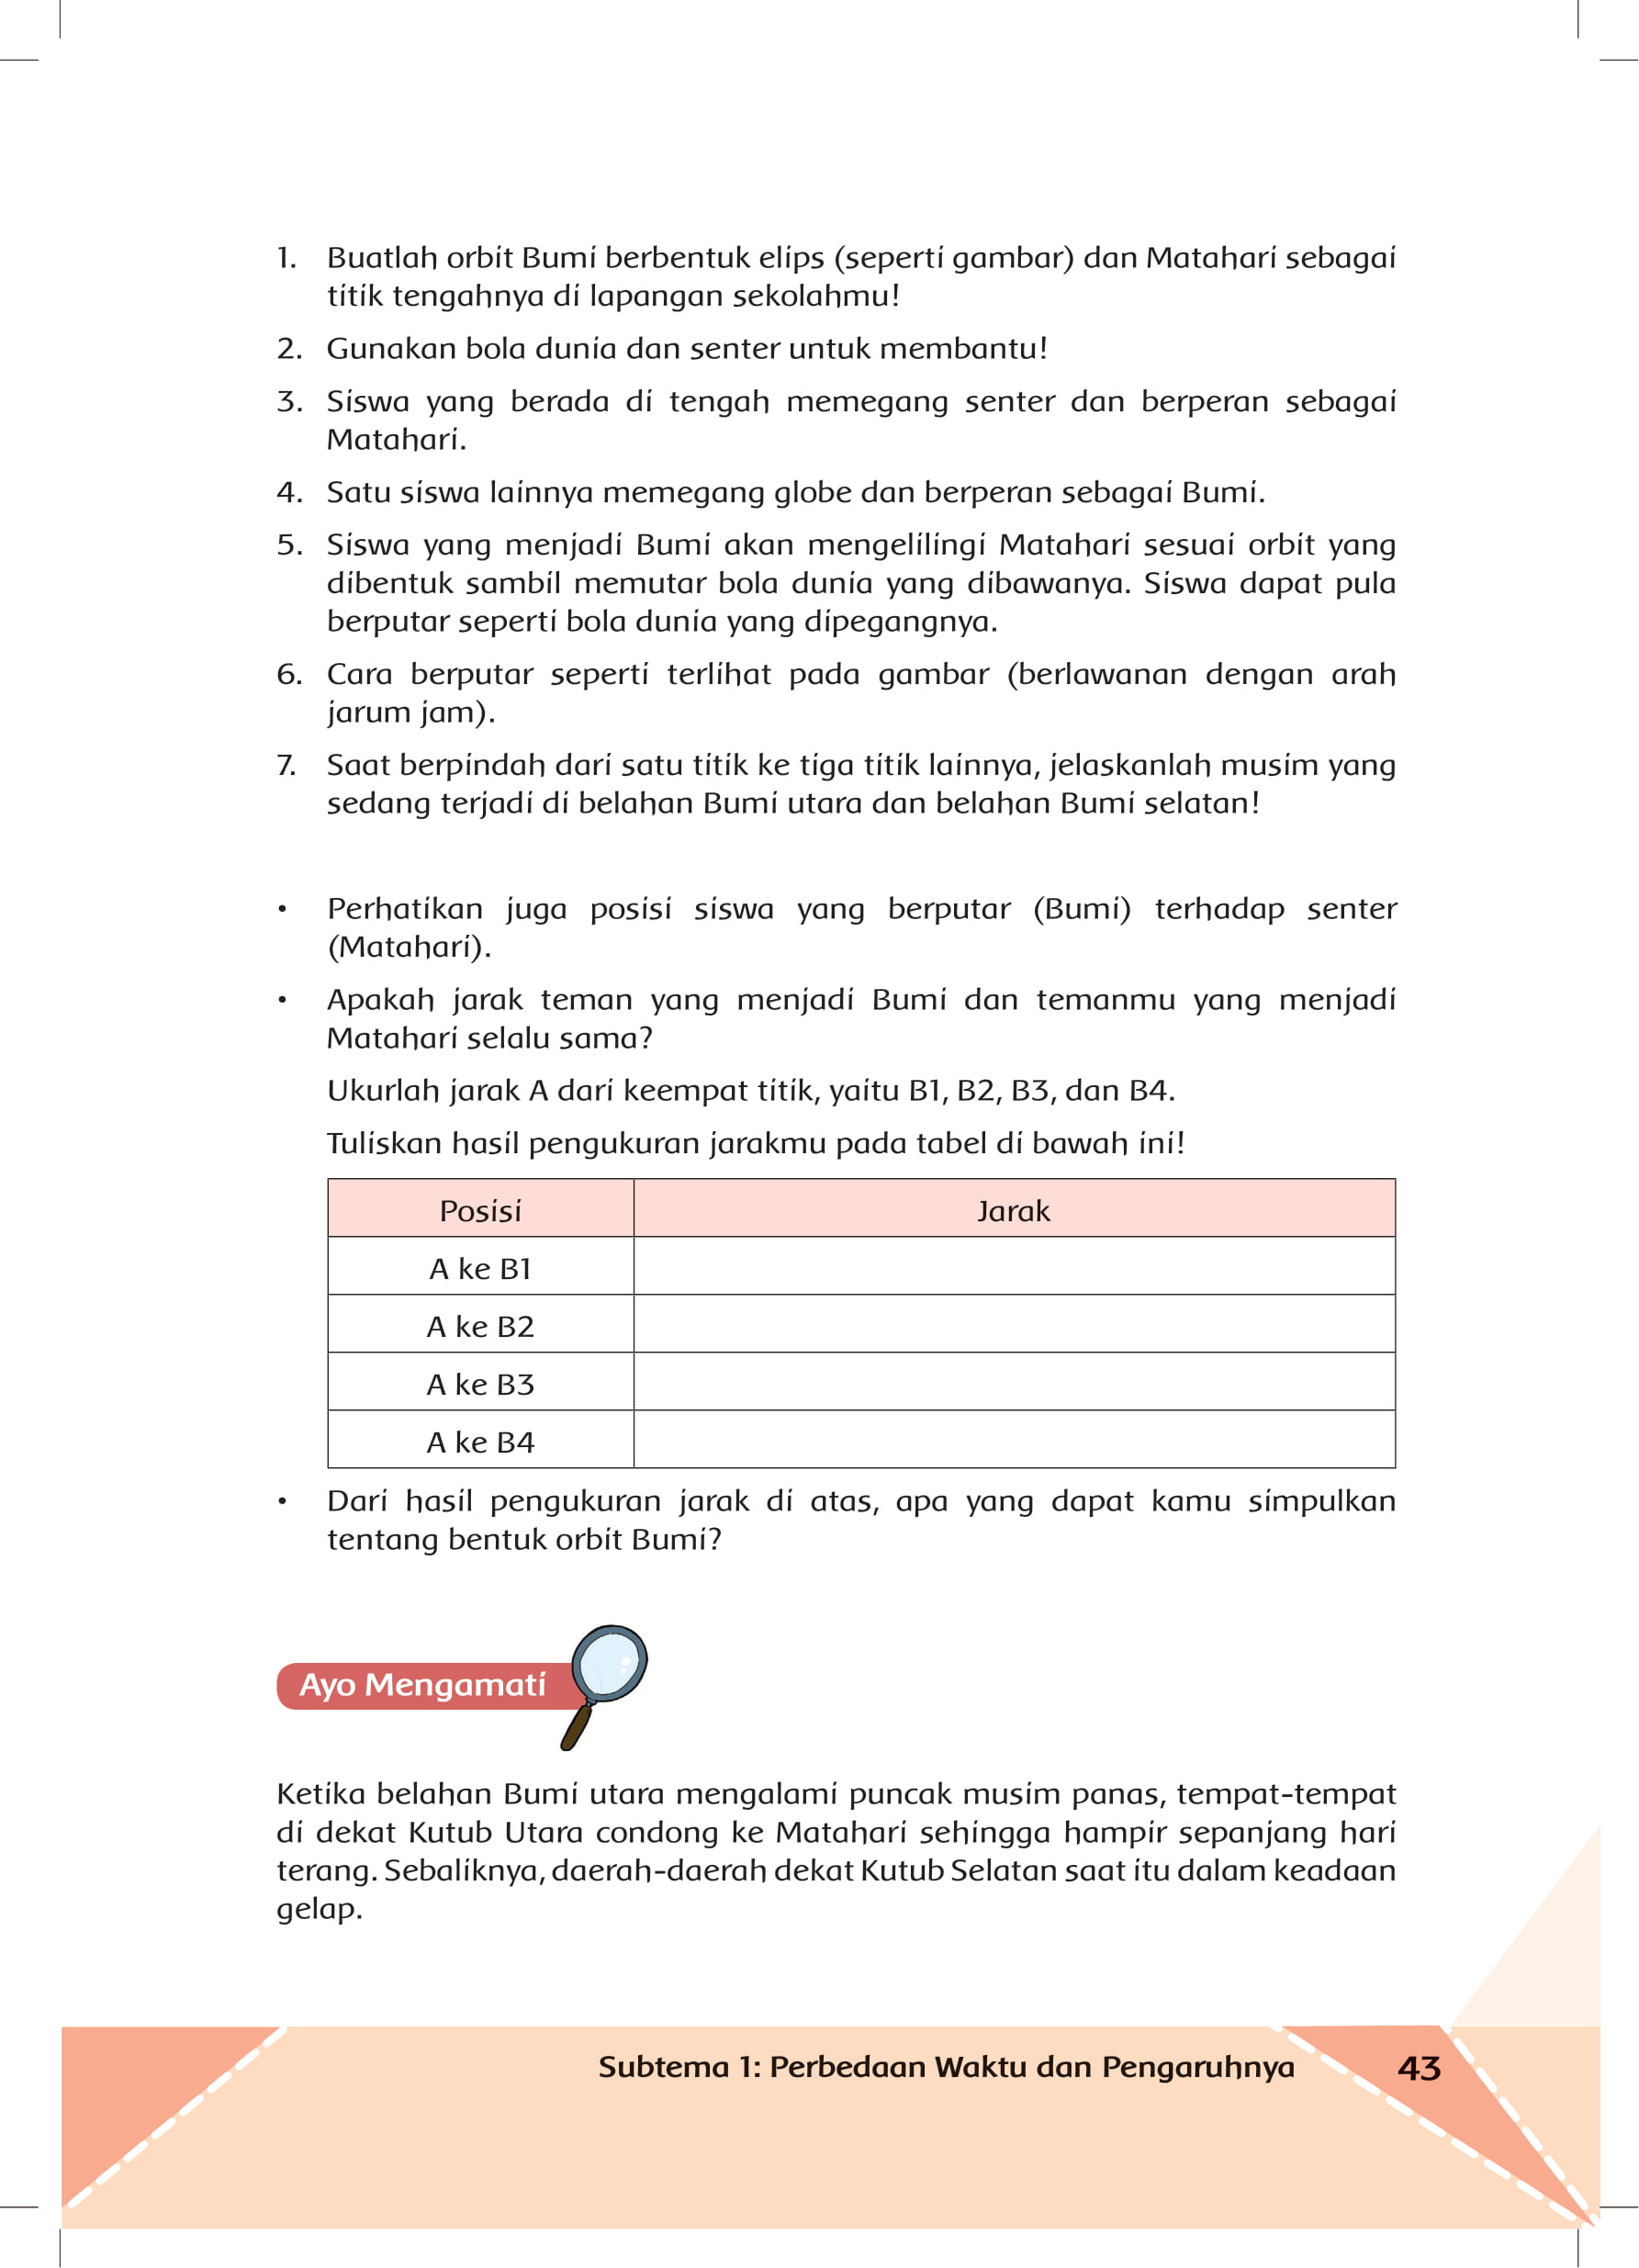 1. Buatlah orbit Bumi berbentuk elips (seperti gambar) dan Matahari sebagai
titik tengahnya di lapangan sekolahmu!
2. Gunakan bola dunia dan senter untuk membantu!
3. Siswa yang berada di tengah memegang senter dan berperan sebagai
Matahari.
4. Satu siswa lainnya memegang globe dan berperan sebagai Bumi.
5. Siswa yang menjadi Bumi akan mengelilingi Matahari sesuai orbit yang
dibentuk sambil memutar bola dunia yang dibawanya. Siswa dapat pula
berputar seperti bola dunia yang dipegangnya.
6. Cara berputar seperti terlihat pada gambar (berlawanan dengan arah
jarum jam).
7. Saat berpindah dari satu titik ke tiga titik lainnya, jelaskanlah musim yang
sedang terjadi di belahan Bumi utara dan belahan Bumi selatan!
• Perhatikan juga posisi siswa yang berputar (Bumi) terhadap senter
(Matahari).
• Apakah jarak teman yang menjadi Bumi dan temanmu yang menjadi
Matahari selalu sama?
Ukurlah jarak A dari keempat titik, yaitu B1, B2, B3, dan B4.
Tuliskan hasil pengukuran jarakmu pada tabel di bawah ini!
Posisi Jarak
A ke B1
A ke B2
A ke B3
A ke B4
• Dari hasil pengukuran jarak di atas, apa yang dapat kamu simpulkan
tentang bentuk orbit Bumi?
Ayo Mengamati
Ketika belahan Bumi utara mengalami puncak musim panas, tempat-tempat
di dekat Kutub Utara condong ke Matahari sehingga hampir sepanjang hari
terang. Sebaliknya, daerah-daerah dekat Kutub Selatan saat itu dalam keadaan
gelap.
Subtema 1: Perbedaan Waktu dan Pengaruhnya 43